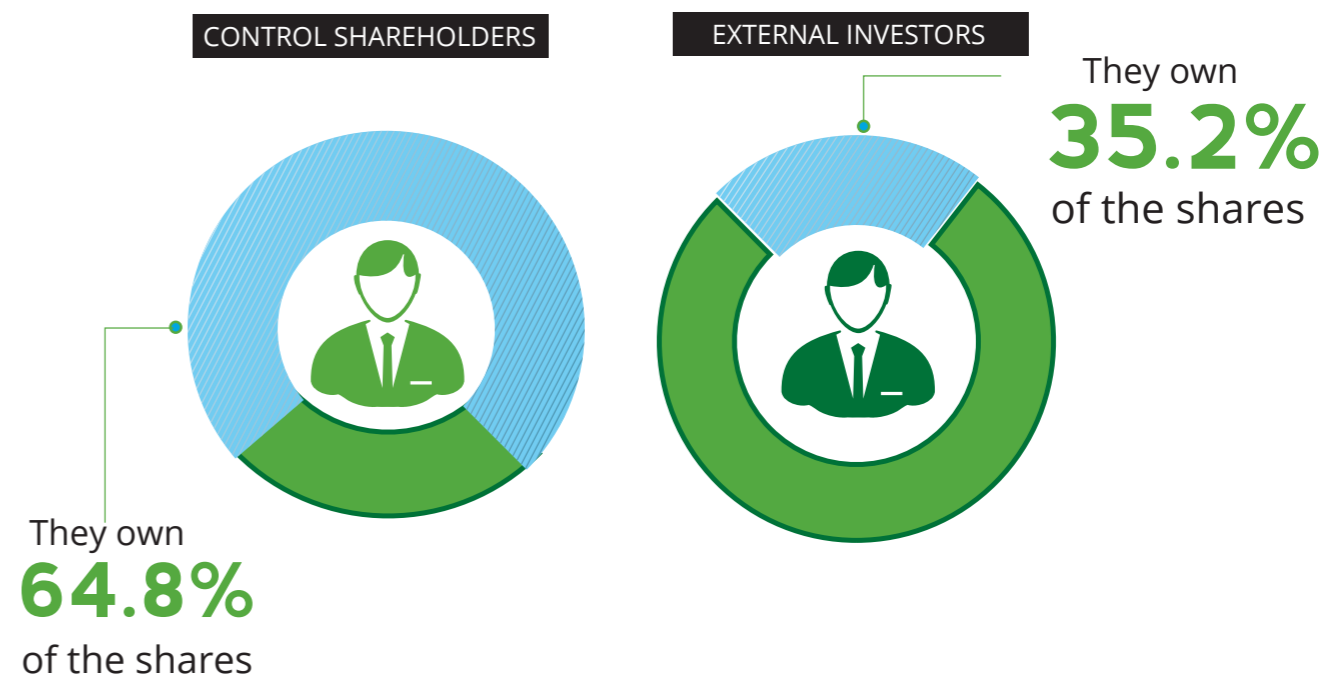 CONTROL SHAREHOLDERS
They own
64.8%
of the shares
EXTERNAL INVESTORS
They own
35.2%
of the shares